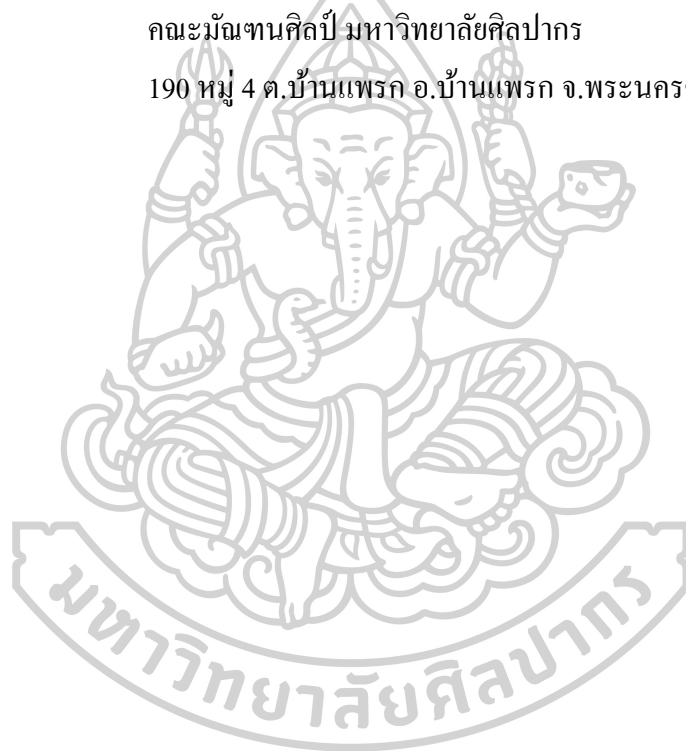 คณะมัณฑนศิลป์ มหาวิทยาลัยศิลปากร
190 หมู่ 4 ต.บ้านแพรก อ.บ้านแพรก จ.พระนคร
มหาวิทยาลัยศิลปากร